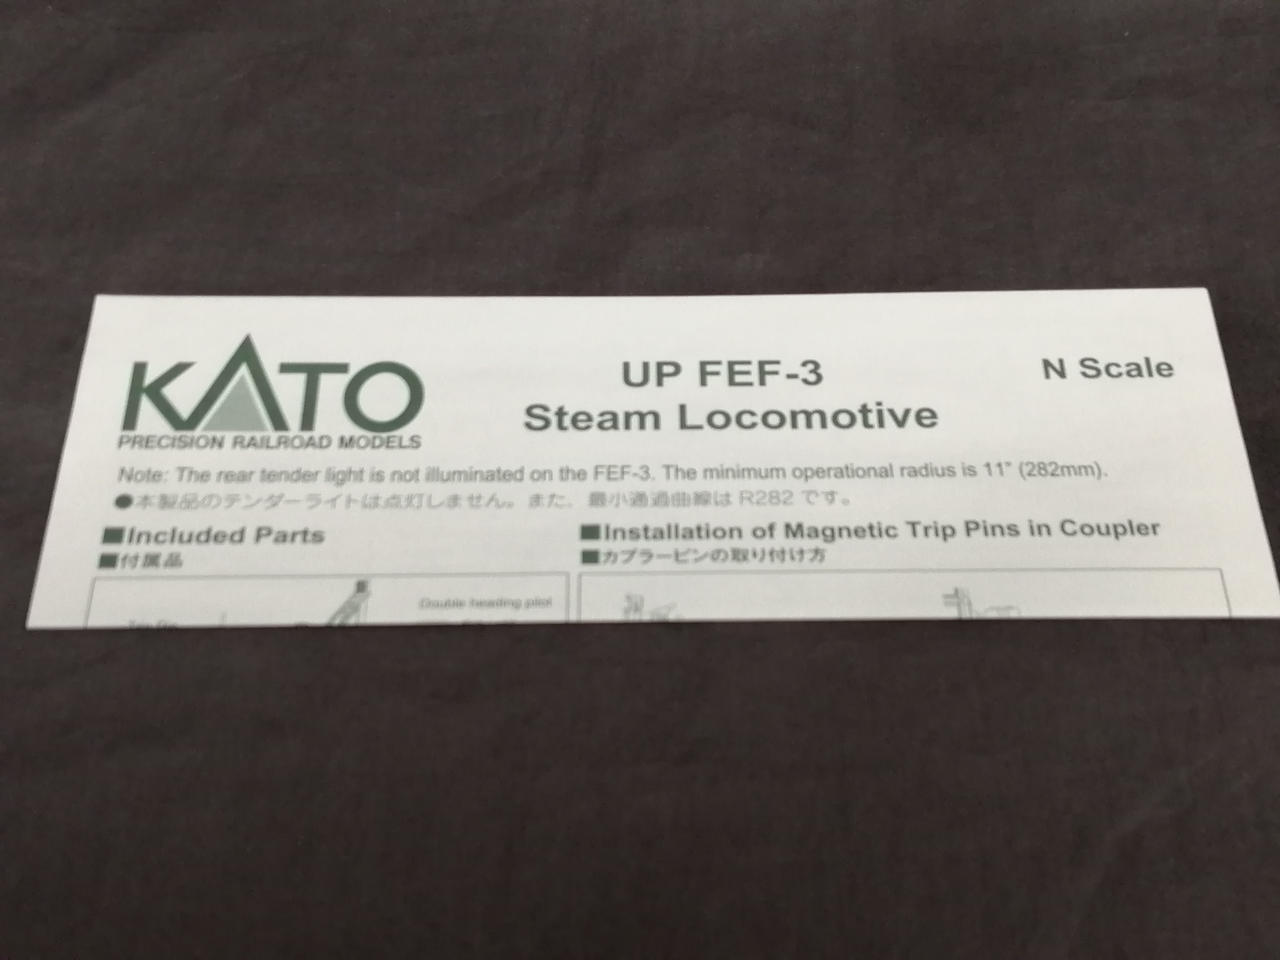 KATO
PRECISION RAILROAD MODELS
UP FEF-3
Steam Locomotive
N Scale
Note: The rear tender light is not illuminated on the FEF-3. The minimum operational radius is 11" (282mm).
●本製品のテンダーライトは点灯しません。また、最小通過曲線は R282 です。
■Included Parts
■付属品
Double heading pilot
■Installation of Magnetic Trip Pins in Coupler
■カプラーピンの取り付け方